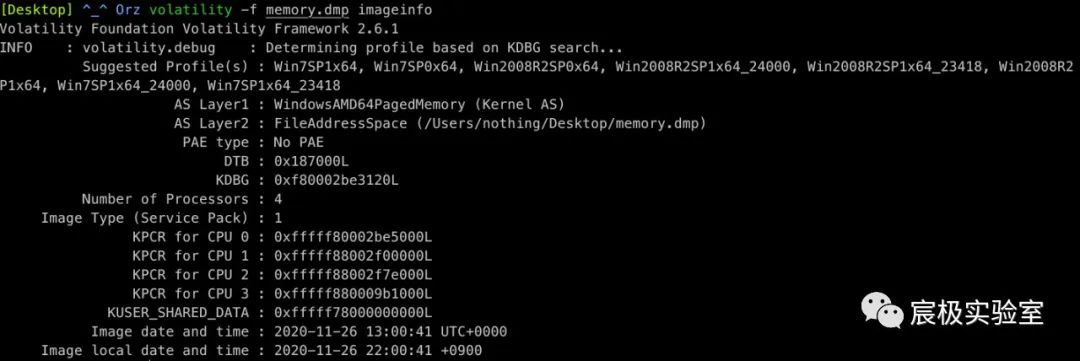 [Desktop] ^_^ Orz volatility -f memory.dmp imageinfo
Volatility Foundation Volatility Framework 2.6.1
INFO    : volatility.debug    : Determining profile based on KDBG search...
Suggested Profile(s) : Win7SP1x64, Win7SP0x64, Win2008R2SP0x64, Win2008R2SP1x64_24000, Win2008R2SP1x64_23418, Win2008R2S
P1x64, Win7SP1x64_24000, Win7SP1x64_23418
AS Layer1 : WindowsAMD64PagedMemory (Kernel AS)
AS Layer2 : FileAddressSpace (/Users/nothing/Desktop/memory.dmp)
PAE type : No PAE
DTB : 0x187000L
KDBG : 0xf80002be3120L
Number of Processors : 4
Image Type (Service Pack) : 1
KPCR for CPU 0 : 0xfffff80002be5000L
KPCR for CPU 1 : 0xfffff88002f00000L
KPCR for CPU 2 : 0xfffff88002f7e000L
KPCR for CPU 3 : 0xfffff880009b1000L
KUSER_SHARED_DATA : 0xfffff78000000000L
Image date and time : 2020-11-26 13:00:41 UTC+0000
Image local date and time : 2020-11-26 22:00:41 +0900
宸极实验室